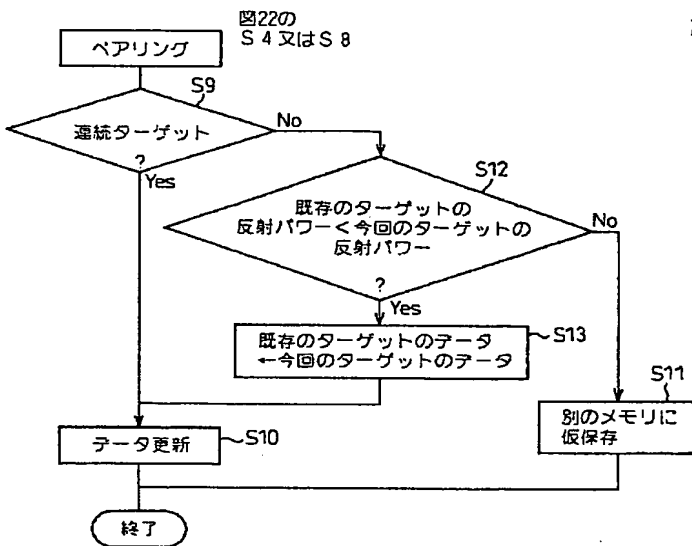 図22の
S4又はS8
ペアリング
S9
連続ターゲット
?
No
Yes
S12
既存のターゲットの
反射パワー<今回のターゲットの
反射パワー
?
No
Yes
既存のターゲットのデータ
←今回のターゲットのデータ
S13
S11
別のメモリに
仮保存
データ更新
S10
終了